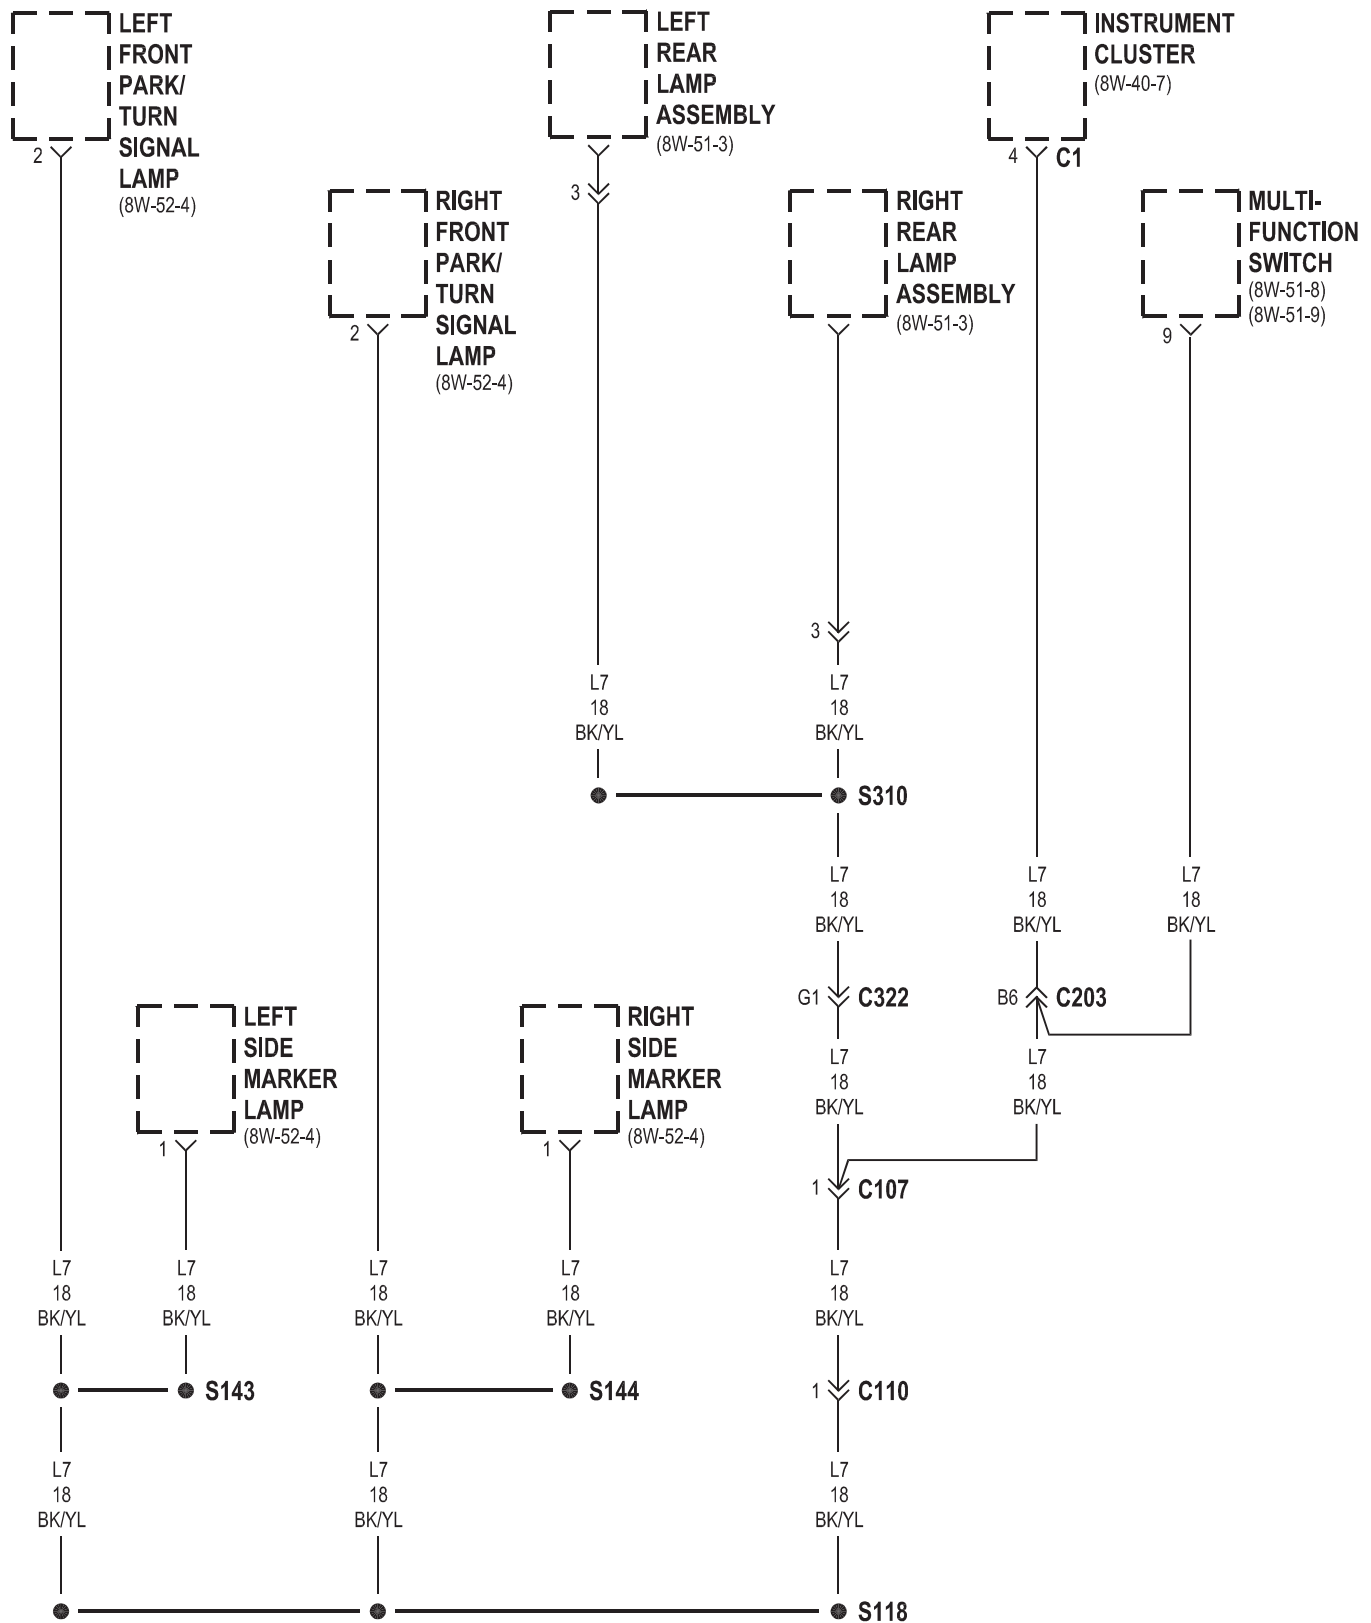 LEFT
FRONT
PARK/
TURN
SIGNAL
LAMP
(8W-52-4)
2
RIGHT
FRONT
PARK/
TURN
SIGNAL
LAMP
(8W-52-4)
2
LEFT
REAR
LAMP
ASSEMBLY
(8W-51-3)
3
RIGHT
REAR
LAMP
ASSEMBLY
(8W-51-3)
3
INSTRUMENT
CLUSTER
(8W-40-7)
4 C1
MULTI-
FUNCTION
SWITCH
(8W-51-8)
(8W-51-9)
9
L7
18
BK/YL
L7
18
BK/YL
S310
L7
18
BK/YL
L7
18
BK/YL
L7
18
BK/YL
G1 C322
B6 C203
L7
18
BK/YL
L7
18
BK/YL
LEFT
SIDE
MARKER
LAMP
(8W-52-4)
1
RIGHT
SIDE
MARKER
LAMP
(8W-52-4)
1
1 C107
L7
18
BK/YL
L7
18
BK/YL
L7
18
BK/YL
L7
18
BK/YL
L7
18
BK/YL
S143
S144
1 C110
L7
18
BK/YL
L7
18
BK/YL
L7
18
BK/YL
S118